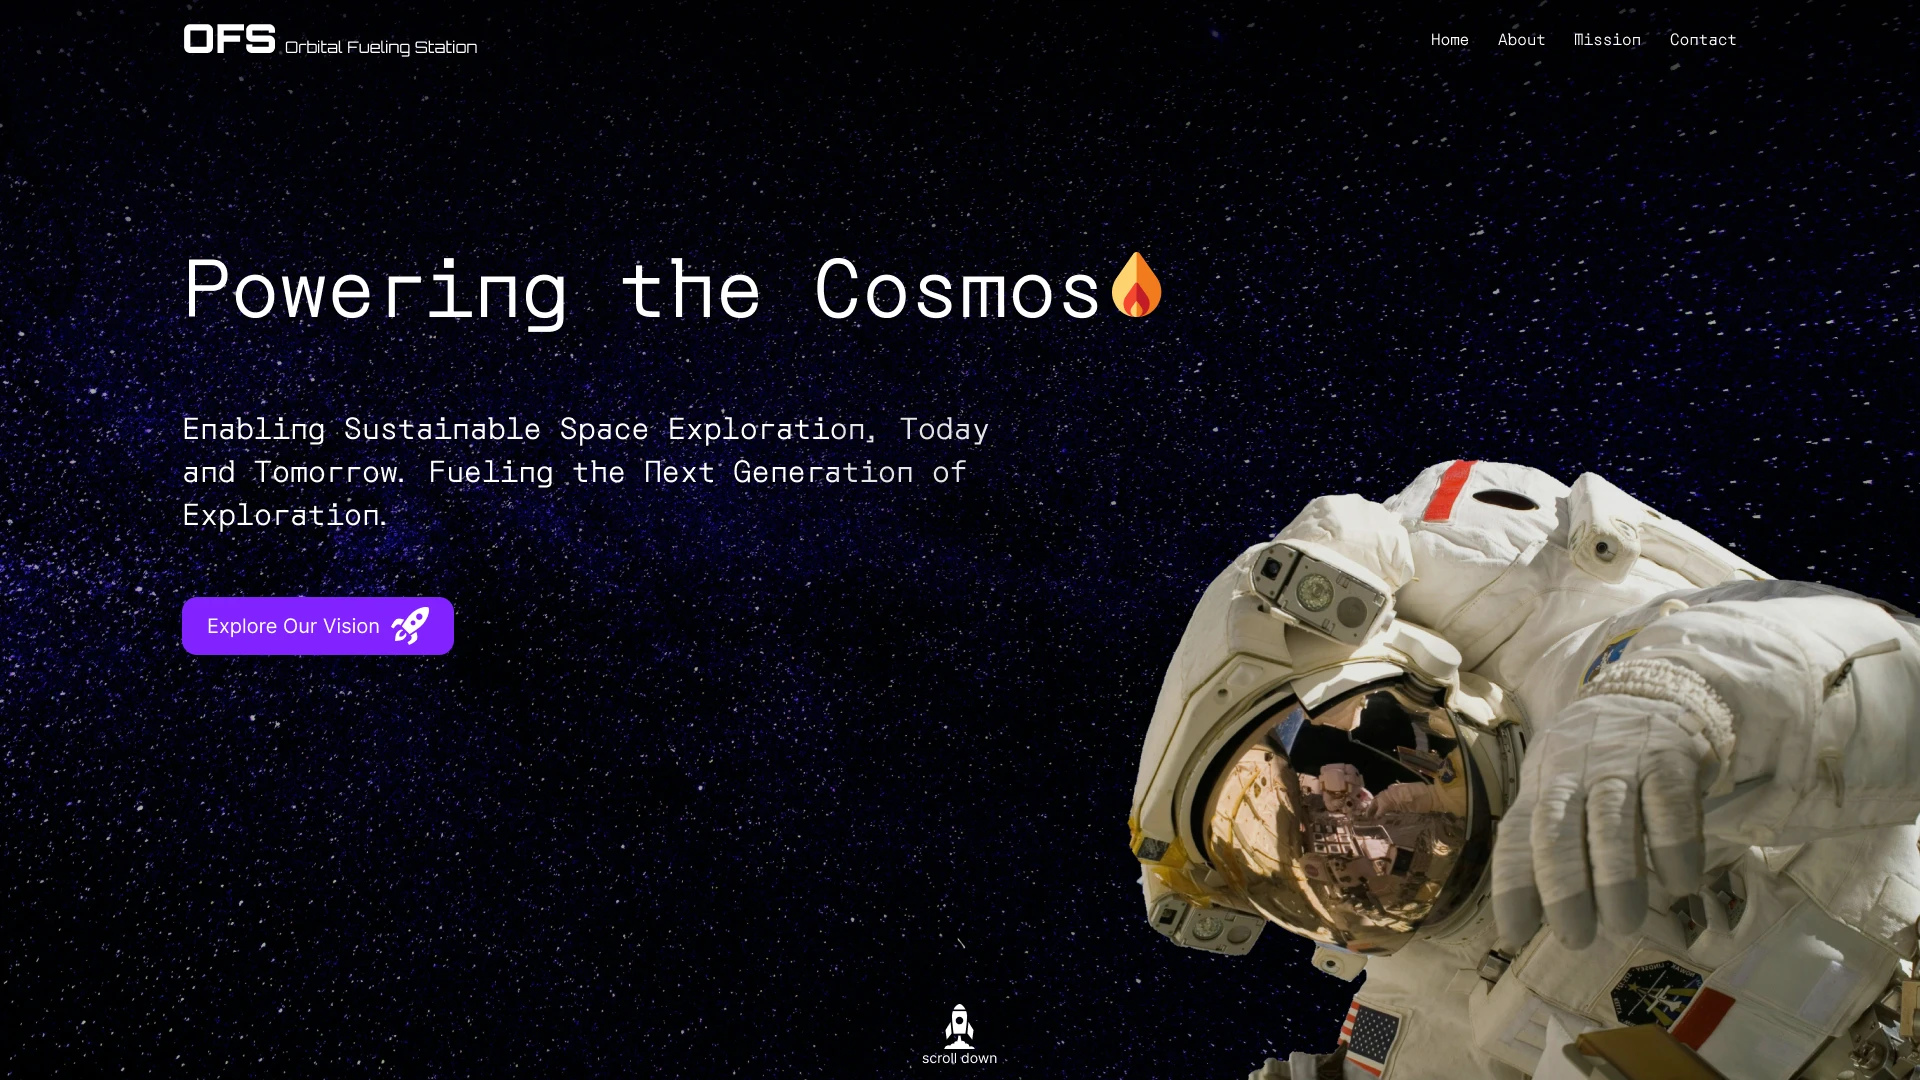 OFS Orbital Fueling Station
Home About Mission Contact
Powering the Cosmos
Enabling Sustainable Space Exploration, Today
and Tomorrow. Fueling the Next Generation of
Exploration.
Explore Our Vision
scroll down